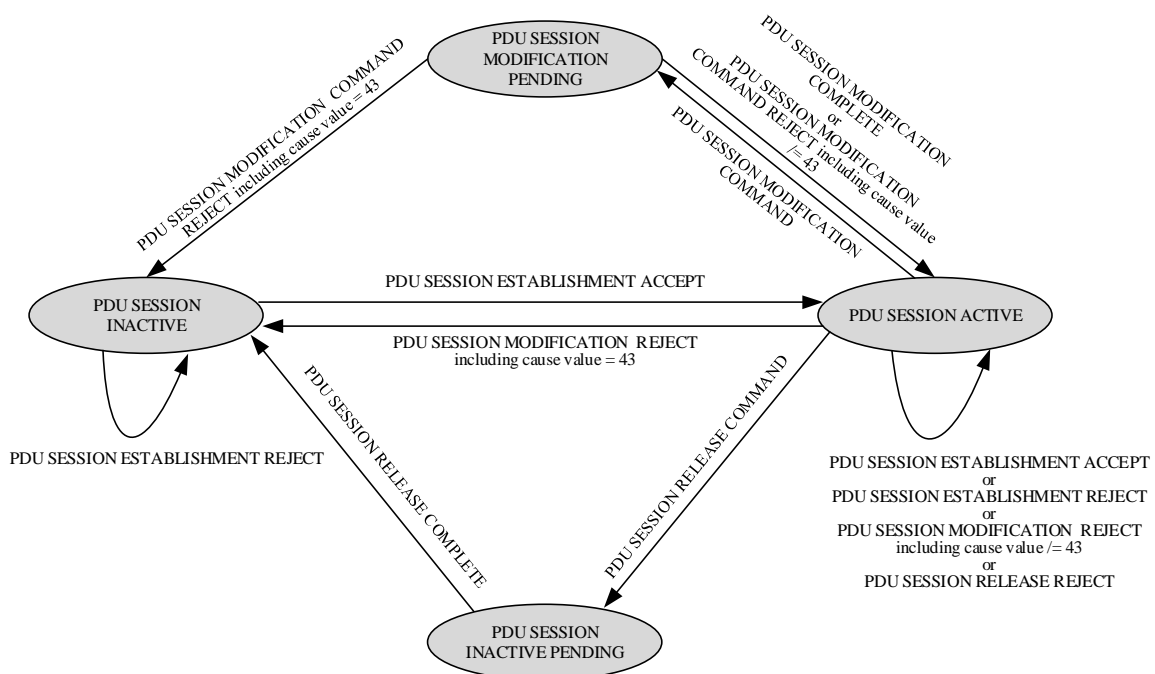 PDU SESSION
MODIFICATION
PENDING
PDU SESSION MODIFICATION COMMAND
REJECT including cause value = 43
PDU SESSION MODIFICATION
COMPLETE
or
PDU SESSION MODIFICATION
COMMAND REJECT including cause value
/= 43
PDU SESSION MODIFICATION
COMMAND
PDU SESSION
INACTIVE
PDU SESSION ESTABLISHMENT ACCEPT
PDU SESSION MODIFICATION REJECT
including cause value = 43
PDU SESSION ACTIVE
PDU SESSION ESTABLISHMENT REJECT
PDU SESSION RELEASE COMPLETE
PDU SESSION RELEASE COMMAND
PDU SESSION ESTABLISHMENT ACCEPT
or
PDU SESSION ESTABLISHMENT REJECT
or
PDU SESSION MODIFICATION REJECT
including cause value /= 43
or
PDU SESSION RELEASE REJECT
PDU SESSION
INACTIVE PENDING